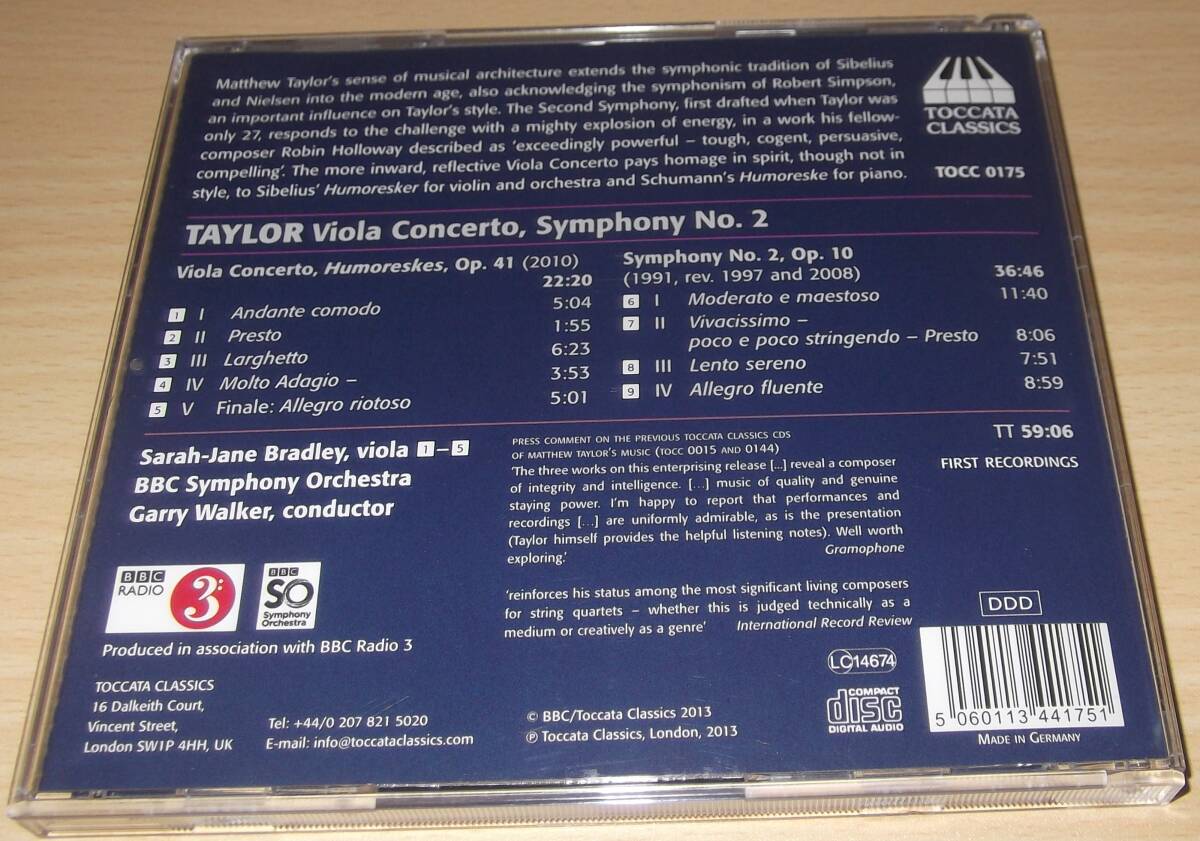 Matthew Taylor's sense of musical architecture extends the symphonic tradition of Sibelius
and Nielsen into the modern age, also acknowledging the symphonism of Robert Simpson,
an important influence on Taylor's style. The Second Symphony, first drafted when Taylor was
only 27, responds to the challenge with a mighty explosion of energy, in a work his fellow-
composer Robin Holloway described as 'exceedingly powerful – tough, cogent, persuasive,
compelling'. The more inward, reflective Viola Concerto pays homage in spirit, though not in
style, to Sibelius' Humoresker for violin and orchestra and Schumann's Humoreske for piano.
TOCCATA
CLASSICS
TOCC 0175
TAYLOR Viola Concerto, Symphony No. 2
Viola Concerto, Humoreskes, Op. 41 (2010)
22:20
1 I Andante comodo 5:04
2 II Presto 1:55
3 III Larghetto 6:23
4 IV Molto Adagio – 3:53
5 V Finale: Allegro riotoso 5:01
Symphony No. 2, Op. 10
(1991, rev. 1997 and 2008) 36:46
6 I Moderato e maestoso 11:40
7 II Vivacissimo –
poco e poco stringendo – Presto 8:06
8 III Lento sereno 7:51
9 IV Allegro fluente 8:59
Sarah-Jane Bradley, viola 1–5
BBC Symphony Orchestra
Garry Walker, conductor
PRESS COMMENT ON THE PREVIOUS TOCCATA CLASSICS CDS
OF MATTHEW TAYLOR'S MUSIC (TOCC 0015 AND 0144)
'The three works on this enterprising release [...] reveal a composer
of integrity and intelligence. [...] music of quality and genuine
staying power. I'm happy to report that performances and
recordings [...] are uniformly admirable, as is the presentation
(Taylor himself provides the helpful listening notes). Well worth
exploring.' Gramophone
'reinforces his status among the most significant living composers
for string quartets – whether this is judged technically as a
medium or creatively as a genre' International Record Review
TT 59:06
FIRST RECORDINGS
BBC
RADIO
3
BBC
SO
Symphony
Orchestra
Produced in association with BBC Radio 3
TOCCATA CLASSICS
16 Dalkeith Court,
Vincent Street,
London SW1P 4HH, UK
Tel: +44/0 207 821 5020
E-mail: info@toccataclassics.com
© BBC/Toccata Classics 2013
℗ Toccata Classics, London, 2013
DDD
LC 14674
COMPACT
disc
DIGITAL AUDIO
5 060113 441751
MADE IN GERMANY